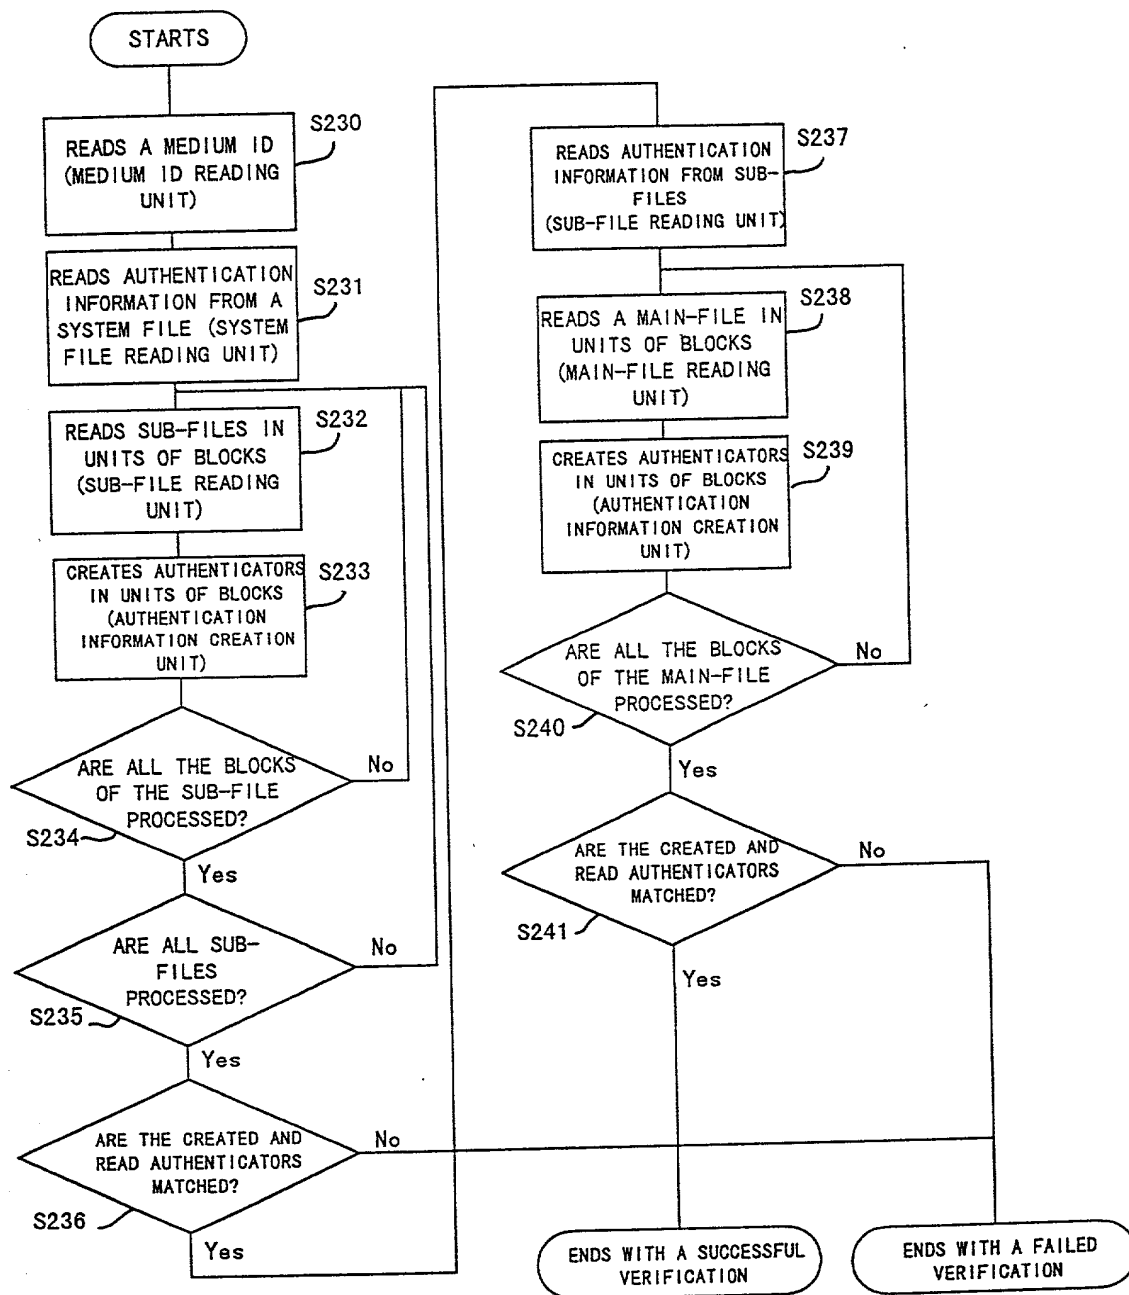 STARTS
READS A MEDIUM ID
(MEDIUM ID READING
UNIT)
S230
READS AUTHENTICATION
INFORMATION FROM A
SYSTEM FILE (SYSTEM
FILE READING UNIT)
S231
READS SUB-FILES IN
UNITS OF BLOCKS
(SUB-FILE READING
UNIT)
S232
CREATES AUTHENTICATORS
IN UNITS OF BLOCKS
(AUTHENTICATION
INFORMATION CREATION
UNIT)
S233
ARE ALL THE BLOCKS
OF THE SUB-FILE
PROCESSED?
No
S234
Yes
ARE ALL SUB-
FILES
PROCESSED?
No
S235
Yes
ARE THE CREATED AND
READ AUTHENTICATORS
MATCHED?
No
S236
Yes
READS AUTHENTICATION
INFORMATION FROM SUB-
FILES
(SUB-FILE READING UNIT)
S237
READS A MAIN-FILE IN
UNITS OF BLOCKS
(MAIN-FILE READING
UNIT)
S238
CREATES AUTHENTICATORS
IN UNITS OF BLOCKS
(AUTHENTICATION
INFORMATION CREATION
UNIT)
S239
ARE ALL THE BLOCKS
OF THE MAIN-FILE
PROCESSED?
No
S240
Yes
ARE THE CREATED AND
READ AUTHENTICATORS
MATCHED?
No
S241
Yes
ENDS WITH A SUCCESSFUL
VERIFICATION
ENDS WITH A FAILED
VERIFICATION